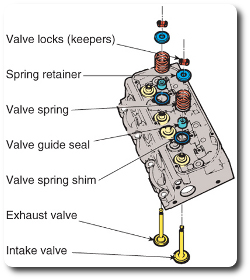 Valve locks (keepers)
Spring retainer
Valve spring
Valve guide seal
Valve spring shim
Exhaust valve
Intake valve